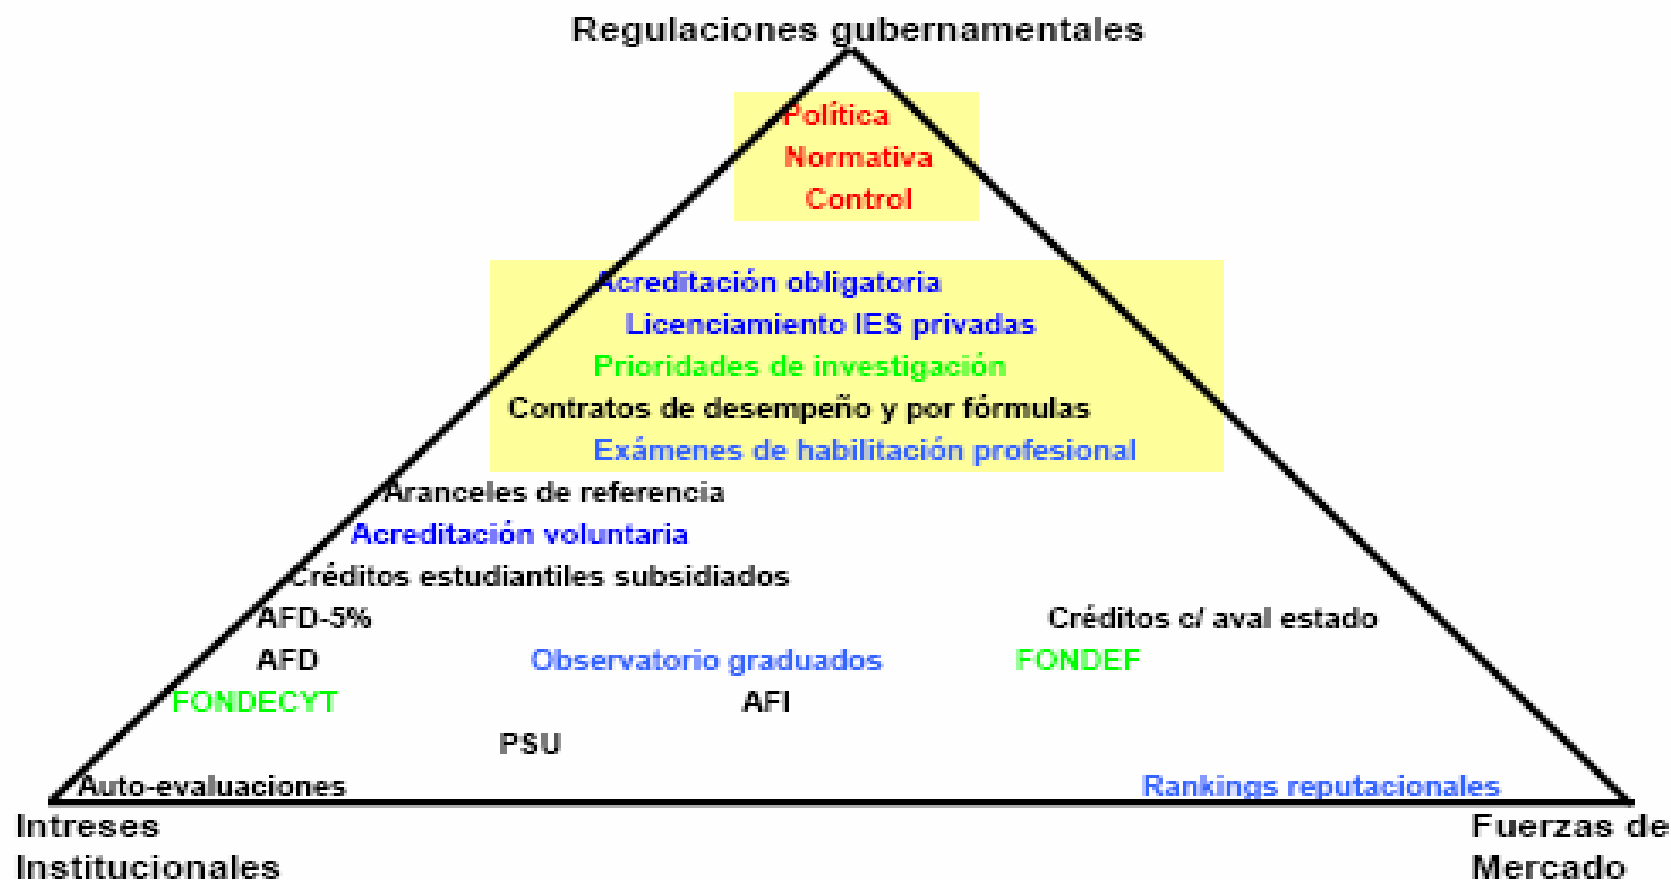 Regulaciones gubernamentales
Política
Normativa
Control
Acreditación obligatoria
Licenciamiento IES privadas
Prioridades de investigación
Contratos de desempeño y por fórmulas
Exámenes de habilitación profesional
Aranceles de referencia
Acreditación voluntaria
Créditos estudiantiles subsidiados
AFD-5%
Créditos c/ aval estado
AFD
Observatorio graduados
FONDEF
FONDECYT
AFI
PSU
Auto-evaluaciones
Rankings reputacionales
Intreses
Institucionales
Fuerzas de
Mercado